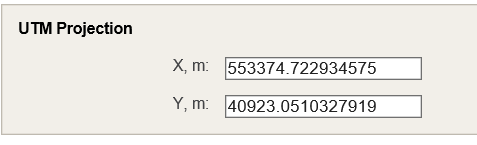 UTM Projection
X, m: 553374.722934575
Y, m: 40923.0510327919